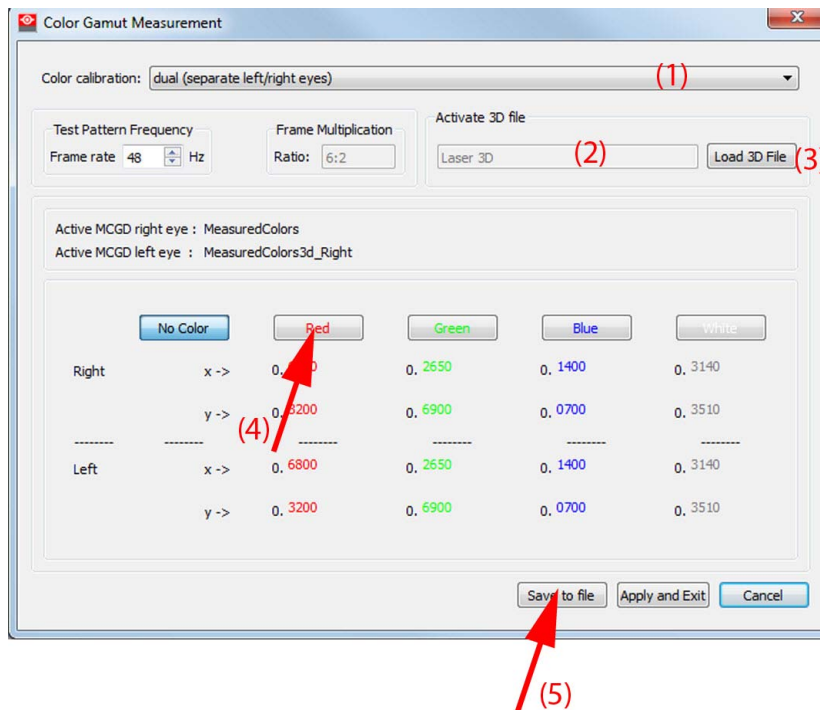 Color Gamut Measurement
Color calibration: dual (separate left/right eyes) (1)
Test Pattern Frequency Frame Multiplication Activate 3D file
Frame rate 48 Hz Ratio: 6:2 Laser 3D (2) Load 3D File (3)
Active MCGD right eye : MeasuredColors
Active MCGD left eye : MeasuredColors3d_Right
No Color Red Green Blue White
Right x -> 0. 0. 2650 0. 1400 0. 3140
y -> 0. 3200 0. 6900 0. 0700 0. 3510
(4)
-------- -------- -------- -------- -------- --------
Left x -> 0. 6800 0. 2650 0. 1400 0. 3140
y -> 0. 3200 0. 6900 0. 0700 0. 3510
Save to file Apply and Exit Cancel
(5)